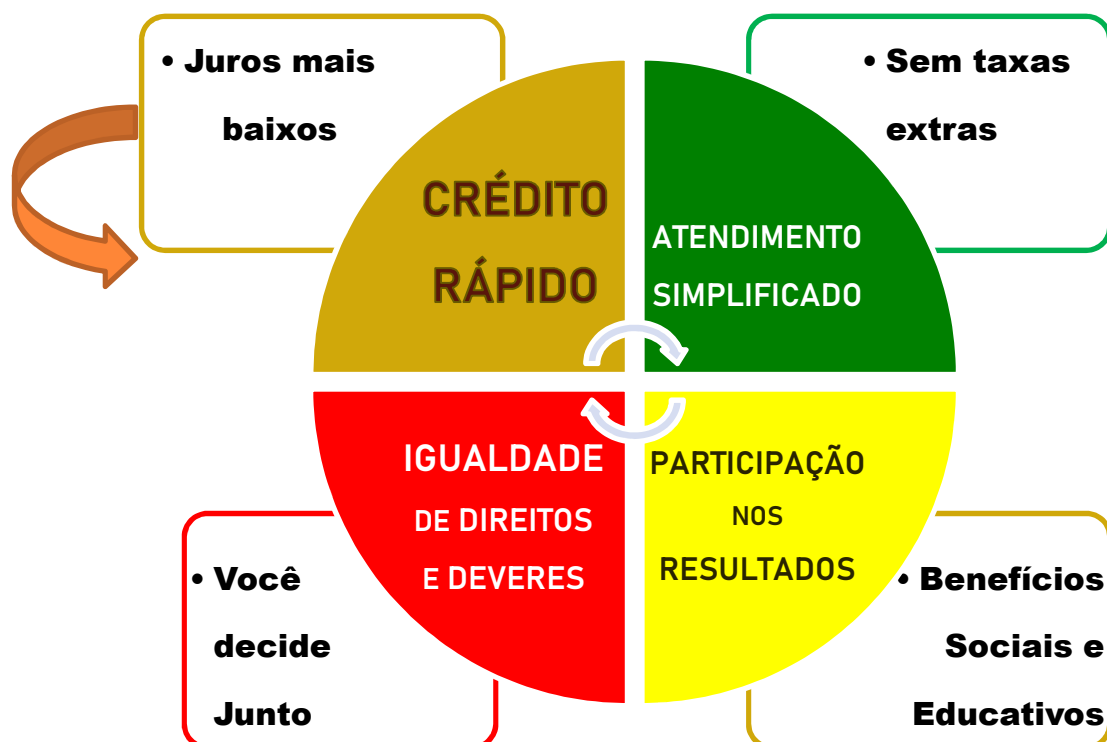 • Juros mais
baixos
• Sem taxas
extras
CRÉDITO
RÁPIDO
ATENDIMENTO
SIMPLIFICADO
IGUALDADE
DE DIREITOS
E DEVERES
PARTICIPAÇÃO
NOS
RESULTADOS
• Você
decide
Junto
• Benefícios
Sociais e
Educativos